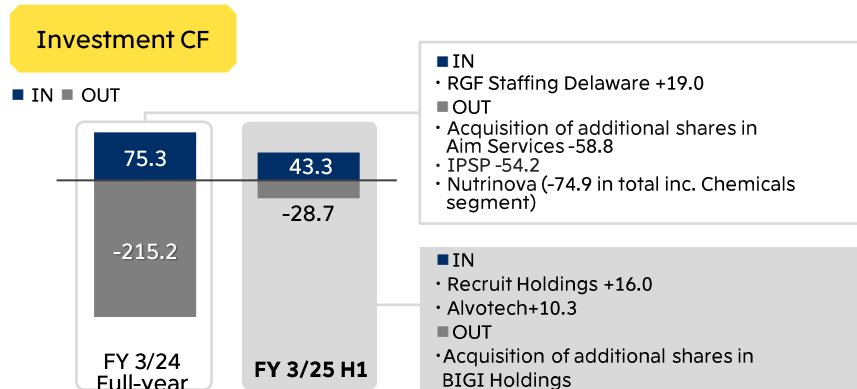 Investment CF
■ IN ■ OUT
75.3
-215.2
FY 3/24
Full-year
43.3
-28.7
FY 3/25 H1
■ IN
・RGF Staffing Delaware +19.0
■ OUT
・Acquisition of additional shares in
Aim Services -58.8
・IPSP -54.2
・Nutrinova (-74.9 in total inc. Chemicals
segment)
■ IN
・Recruit Holdings +16.0
・Alvotech+10.3
■ OUT
・Acquisition of additional shares in
BIGI Holdings